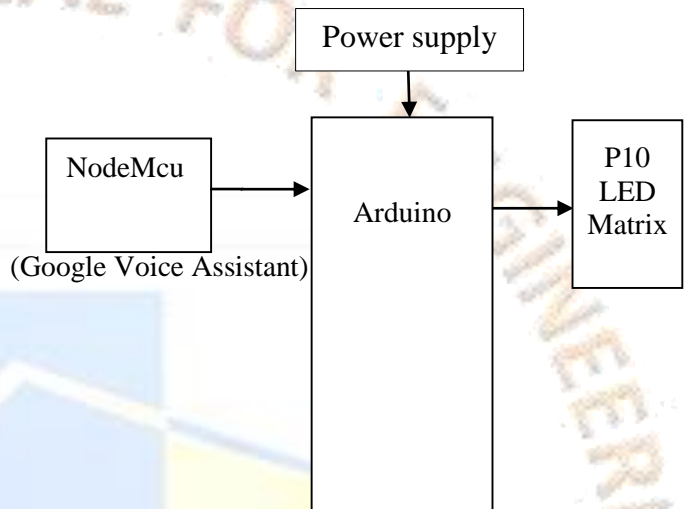 Power supply
NodeMcu
(Google Voice Assistant)
Arduino
P10
LED
Matrix